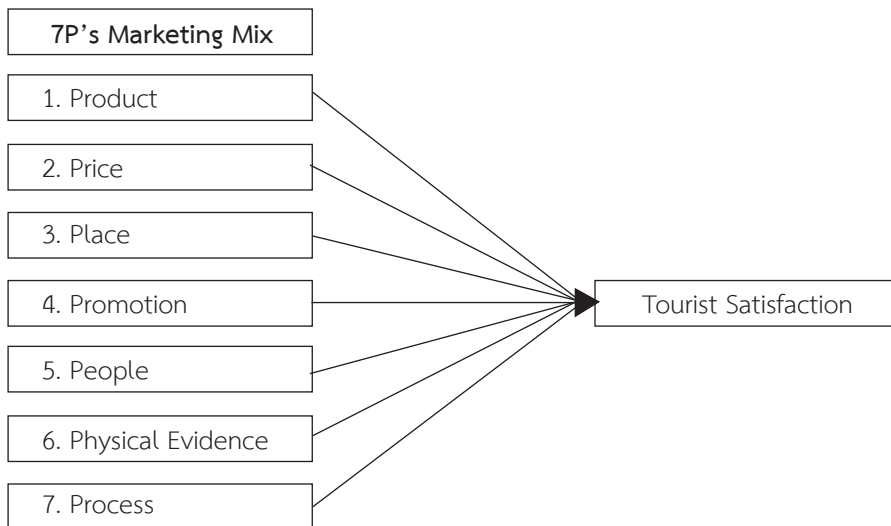 7P's Marketing Mix
1. Product
2. Price
3. Place
4. Promotion
5. People
6. Physical Evidence
7. Process
Tourist Satisfaction